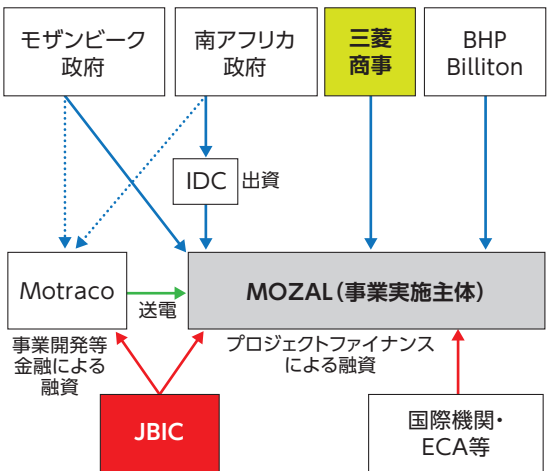 モザンビーク
政府
南アフリカ
政府
三菱
商事
BHP
Billiton
IDC
出資
Motraco
送電
MOZAL（事業実施主体）
事業開発等
金融による
融資
プロジェクトファイナンス
による融資
JBIC
国際機関・
ECA等